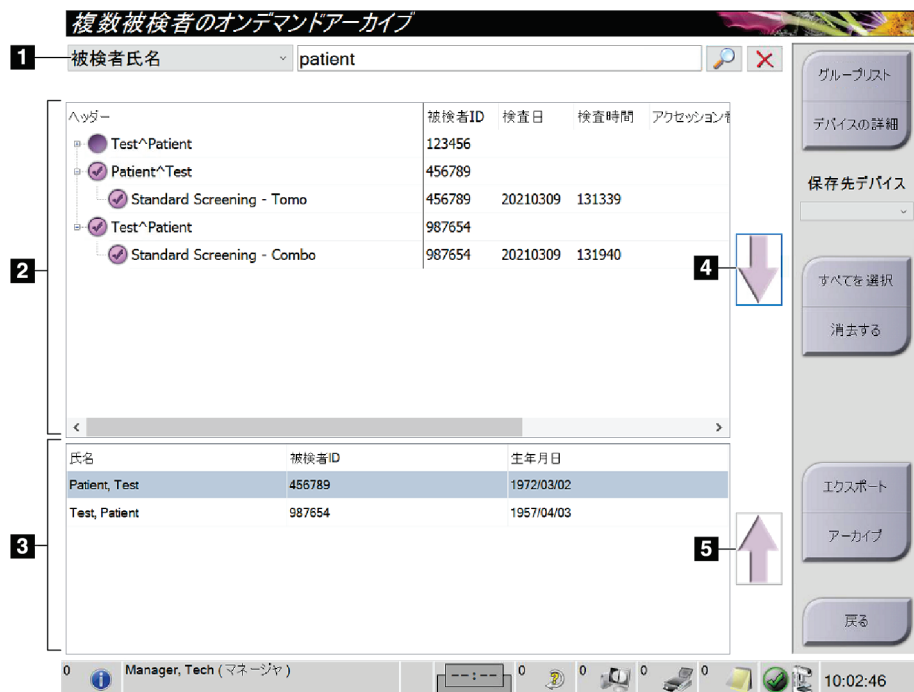 複数被検者のオンデマンドアーカイブ
1
被検者氏名
patient
グループリスト
デバイスの詳細
保存先デバイス
すべてを選択
消去する
エクスポート
アーカイブ
戻る
2
ヘッダー 被検者ID 検査日 検査時間 アクセッション
Test^Patient 123456
Patient^Test 456789
Standard Screening - Tomo 456789 20210309 131339
Test^Patient 987654
Standard Screening - Combo 987654 20210309 131940
4
3
氏名 被検者ID 生年月日
Patient, Test 456789 1972/03/02
Test, Patient 987654 1957/04/03
5
0 Manager, Tech (マネージャ) --:-- 0 0 0 0 10:02:46